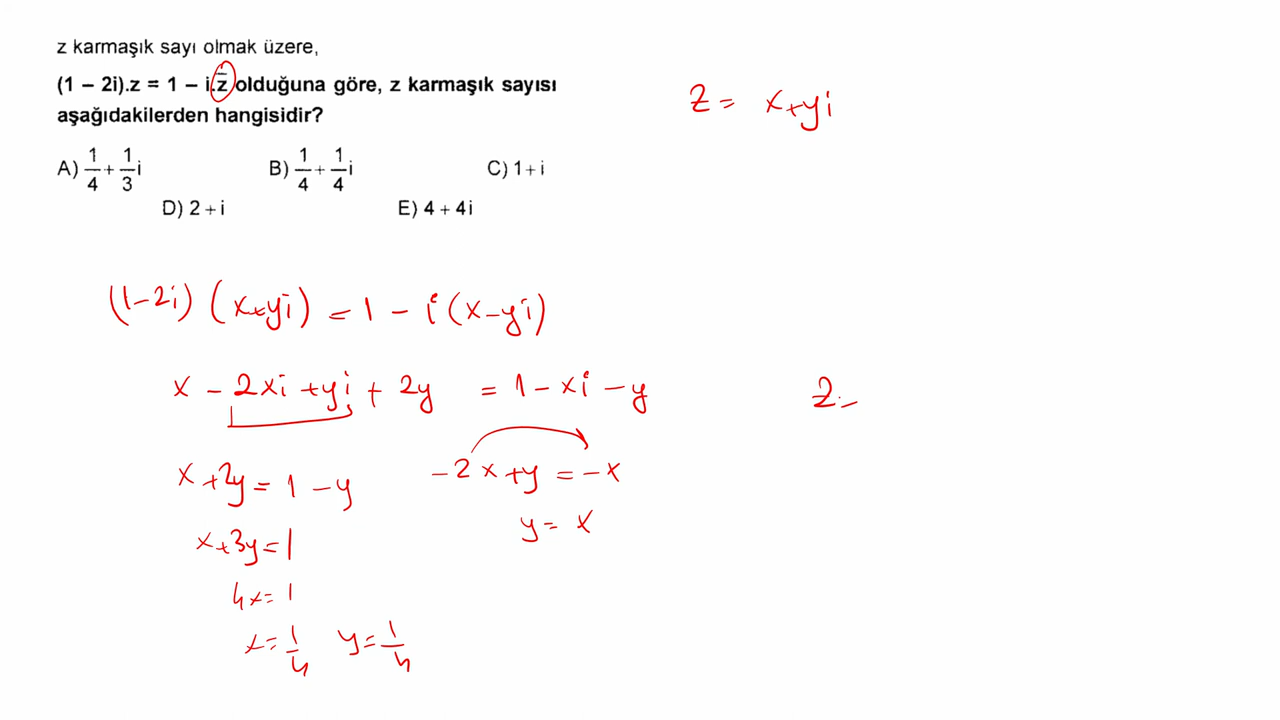 z karmaşık sayı olmak üzere,
(1 – 2i).z = 1 – i.z̄ olduğuna göre, z karmaşık sayısı
aşağıdakilerden hangisidir?
A) 1/4 + 1/3 i B) 1/4 + 1/4 i C) 1 + i
D) 2 + i E) 4 + 4i
z = x+yi
(1-2i) (x+yi) = 1 - i(x-yi)
x - 2xi + yi + 2y = 1 - xi - y
z =
x + 2y = 1 - y
-2x + y = -x
y = x
x + 3y = 1
4x = 1
x = 1/4 y = 1/4